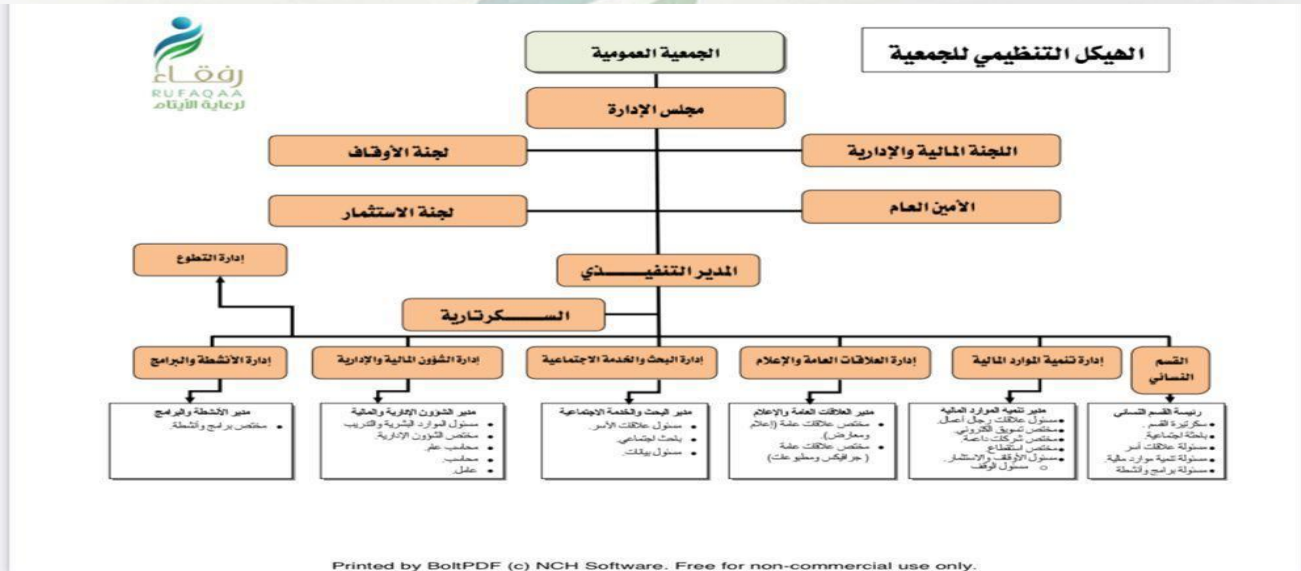 الهيكل التنظيمي للجمعية
رفقاء
RUFAQAA
لرعاية الأيتام
الجمعية العمومية
مجلس الإدارة
اللجنة المالية والإدارية
لجنة الأوقاف
الأمين العام
لجنة الاستثمار
المدير التنفيــــــذي
إدارة التطوع
الســــــكرتارية
القسم
النسائي
إدارة تنمية الموارد المالية
إدارة العلاقات العامة والإعلام
إدارة البحث والخدمة الاجتماعية
إدارة الشؤون المالية والإدارية
إدارة الأنشطة والبرامج
رئيسة القسم النسائي
• سكرتيرة القسم.
• باحثة اجتماعية.
• مسئولة علاقات أسر
• مسئولة تنمية موارد مالية.
• مسئولة برامج وأنشطة
مدير تنمية الموارد المالية
• مسئول علاقات رجال أعمال.
• مختص تسويق الكتروني.
• مختص شركات داعمة.
• مختص استقطاع
• مسئول الأوقاف والاستثمار.
o مسئول الوقف
مدير العلاقات العامة والإعلام
• مختص علاقات عامة (إعلام
ومعارض).
• مختص علاقات عامة
(جرافيكس ومطبوعات)
مدير البحث والخدمة الاجتماعية
• مسئول علاقات الأسر.
• باحث اجتماعي.
• مسئول بيانات.
مدير الشؤون الإدارية والمالية
• مسئول الموارد البشرية والتدريب
• مختص الشؤون الإدارية.
• محاسب عام.
• محاسب.
• عامل.
مدير الأنشطة والبرامج
• مختص برامج وأنشطة.
Printed by BoltPDF (c) NCH Software. Free for non-commercial use only.